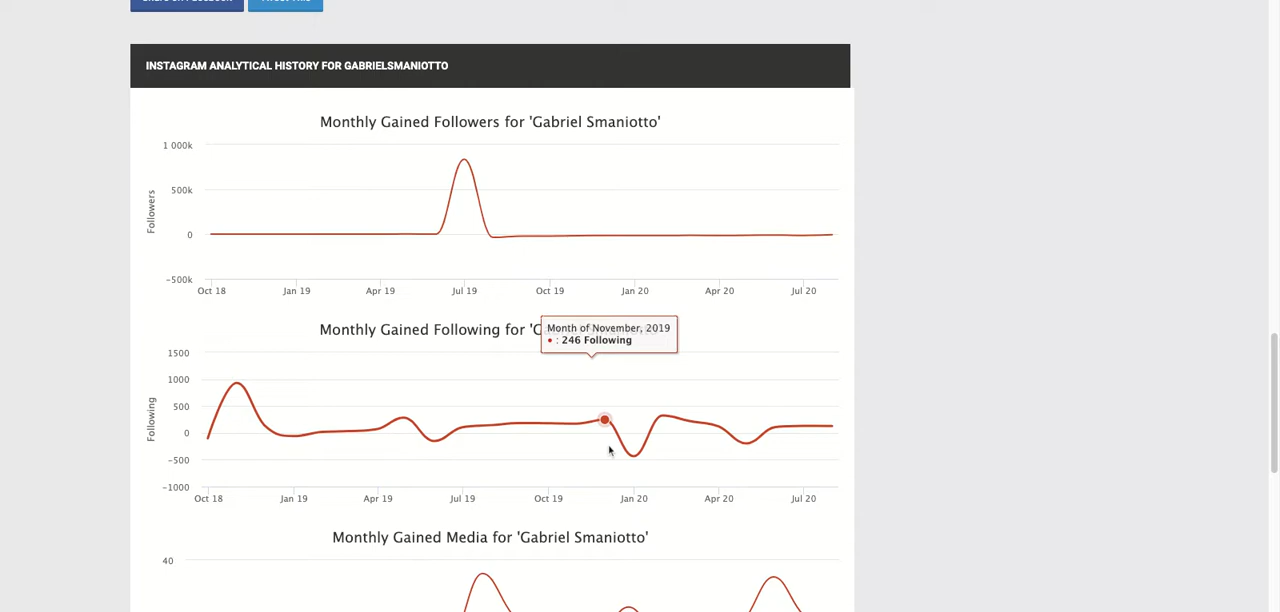 INSTAGRAM ANALYTICAL HISTORY FOR GABRIELSMANIOTTO
Monthly Gained Followers for 'Gabriel Smaniotto'
1 000k
500k
0
−500k
Followers
Oct 18 Jan 19 Apr 19 Jul 19 Oct 19 Jan 20 Apr 20 Jul 20
Monthly Gained Following for
Month of November, 2019
● : 246 Following
1500
1000
500
0
−500
−1000
Following
Oct 18 Jan 19 Apr 19 Jul 19 Oct 19 Jan 20 Apr 20 Jul 20
Monthly Gained Media for 'Gabriel Smaniotto'
40